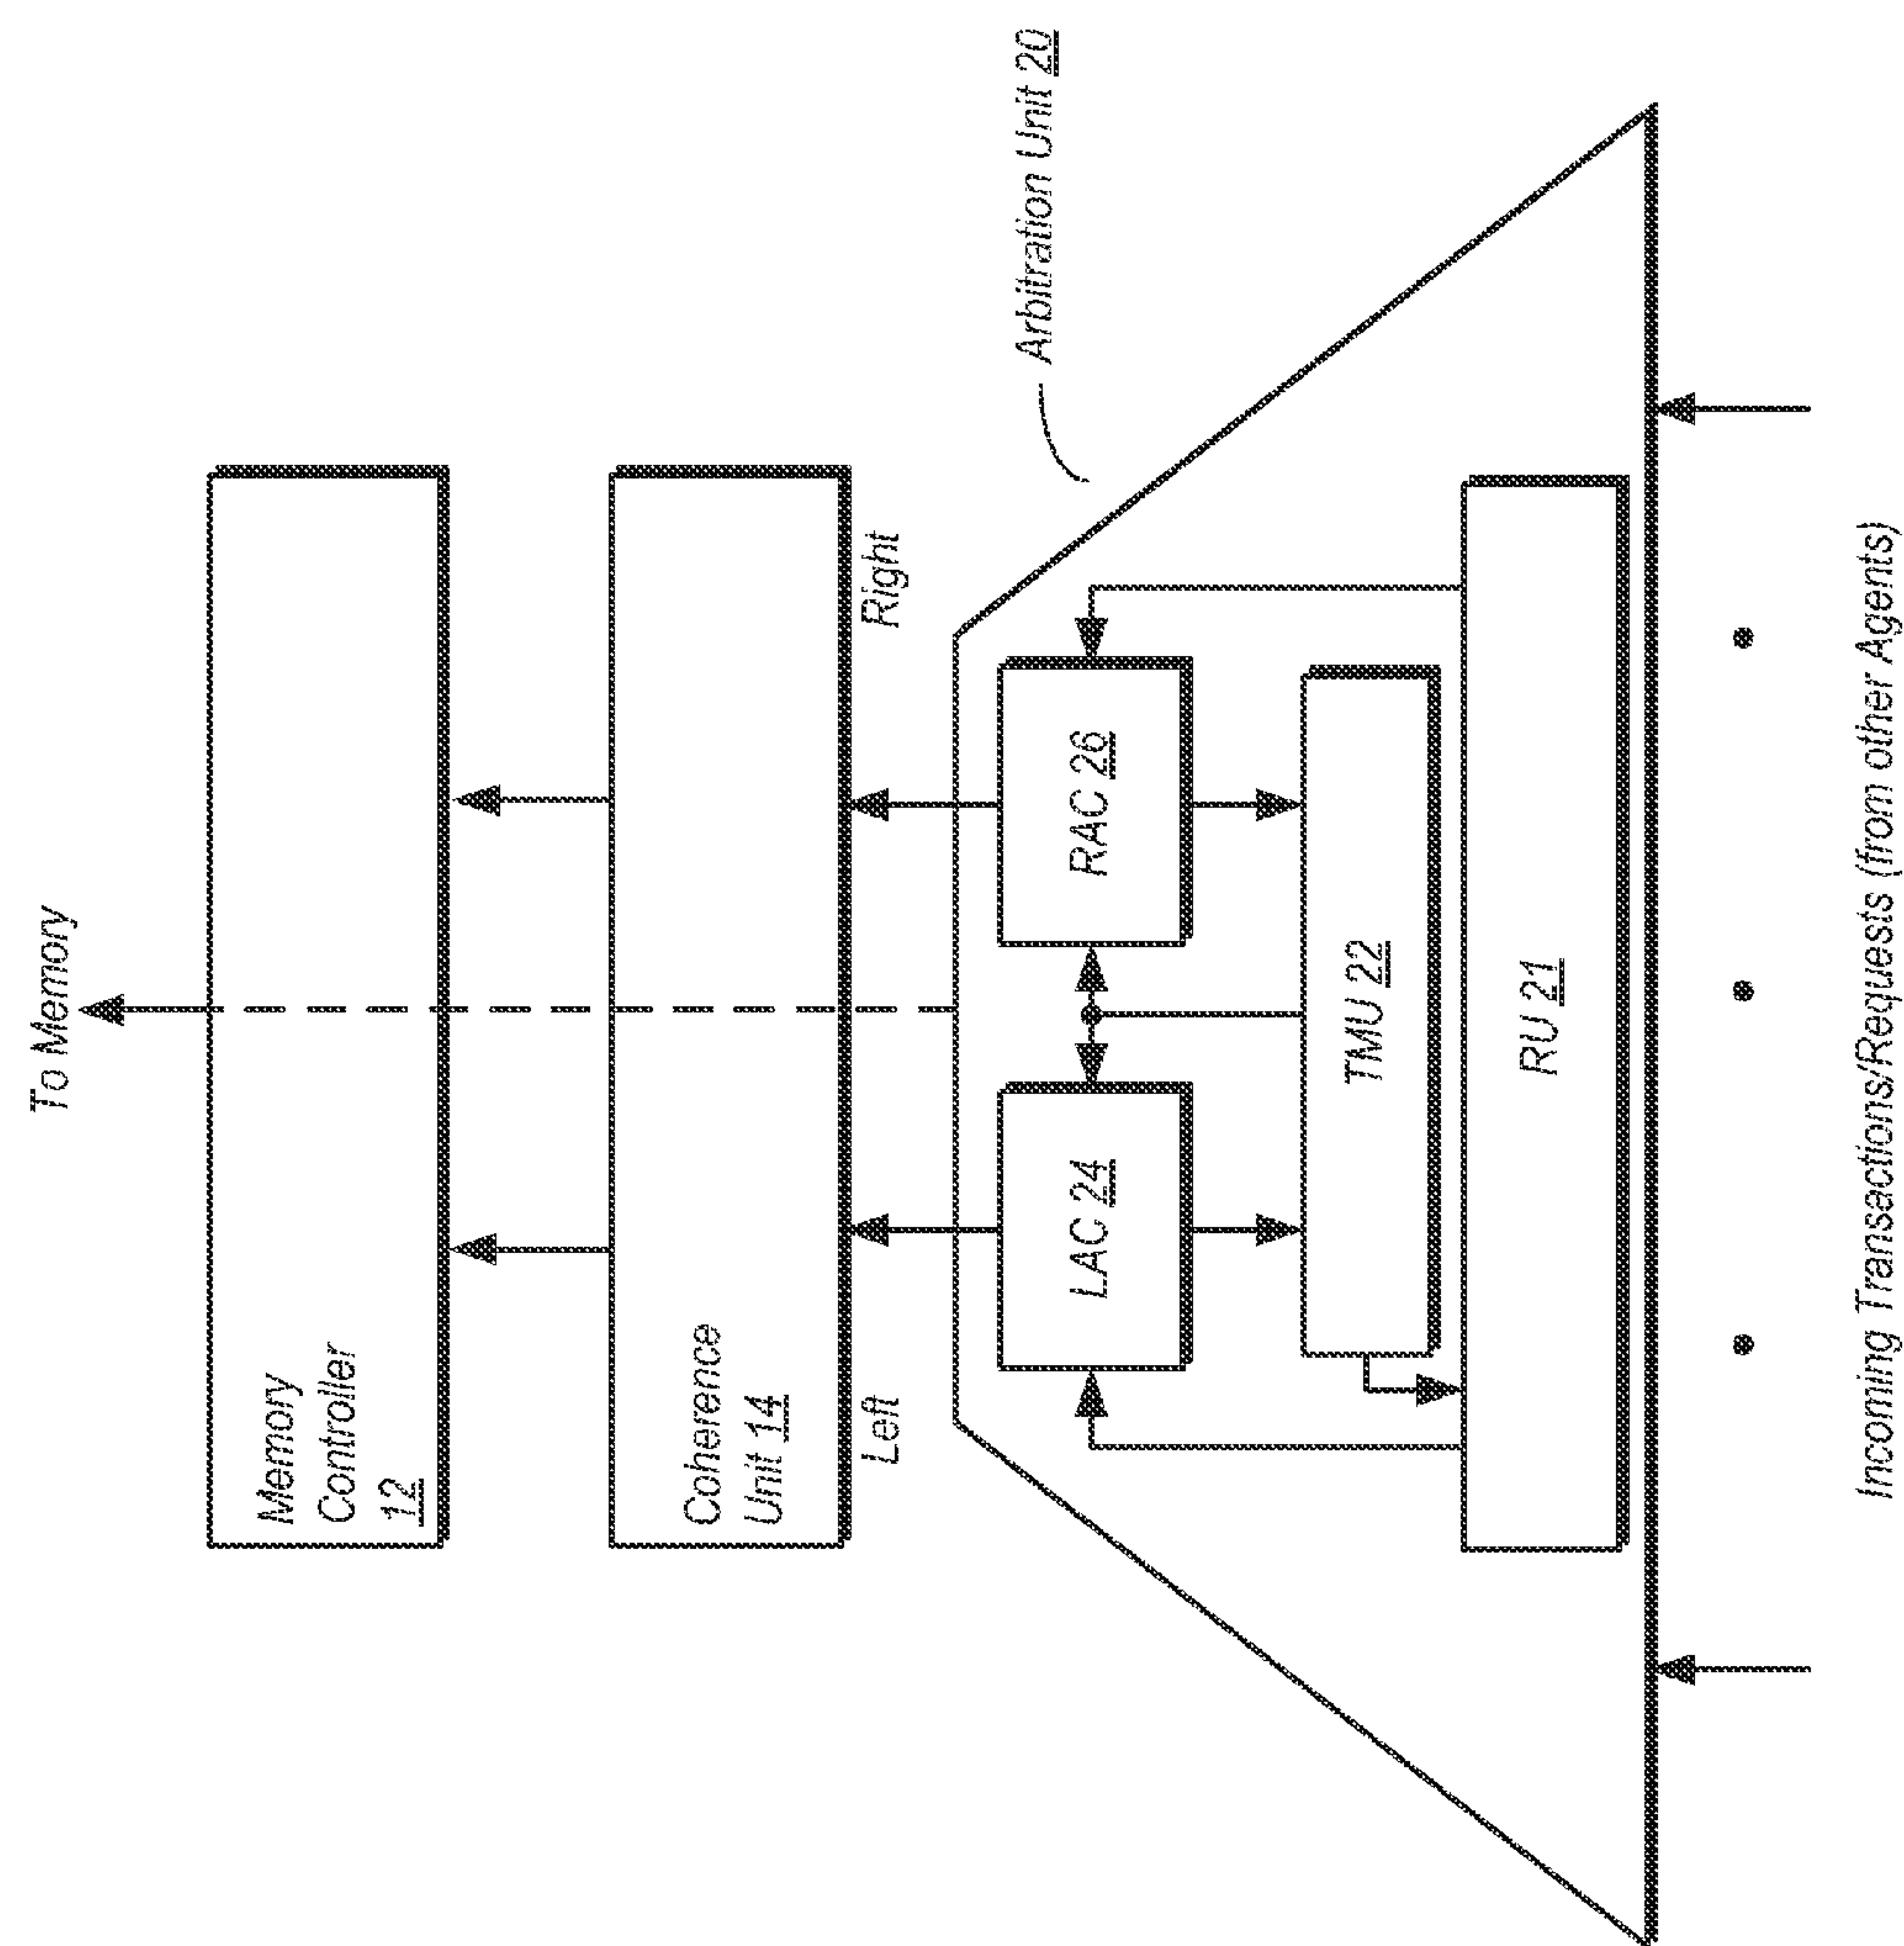 To Memory
Memory
Controller
12
Coherence
Unit 14
Left
Right
Arbitration Unit 20
LAC 24
RAC 26
TMU 22
RU 21
Incoming Transactions/Requests (from other Agents)